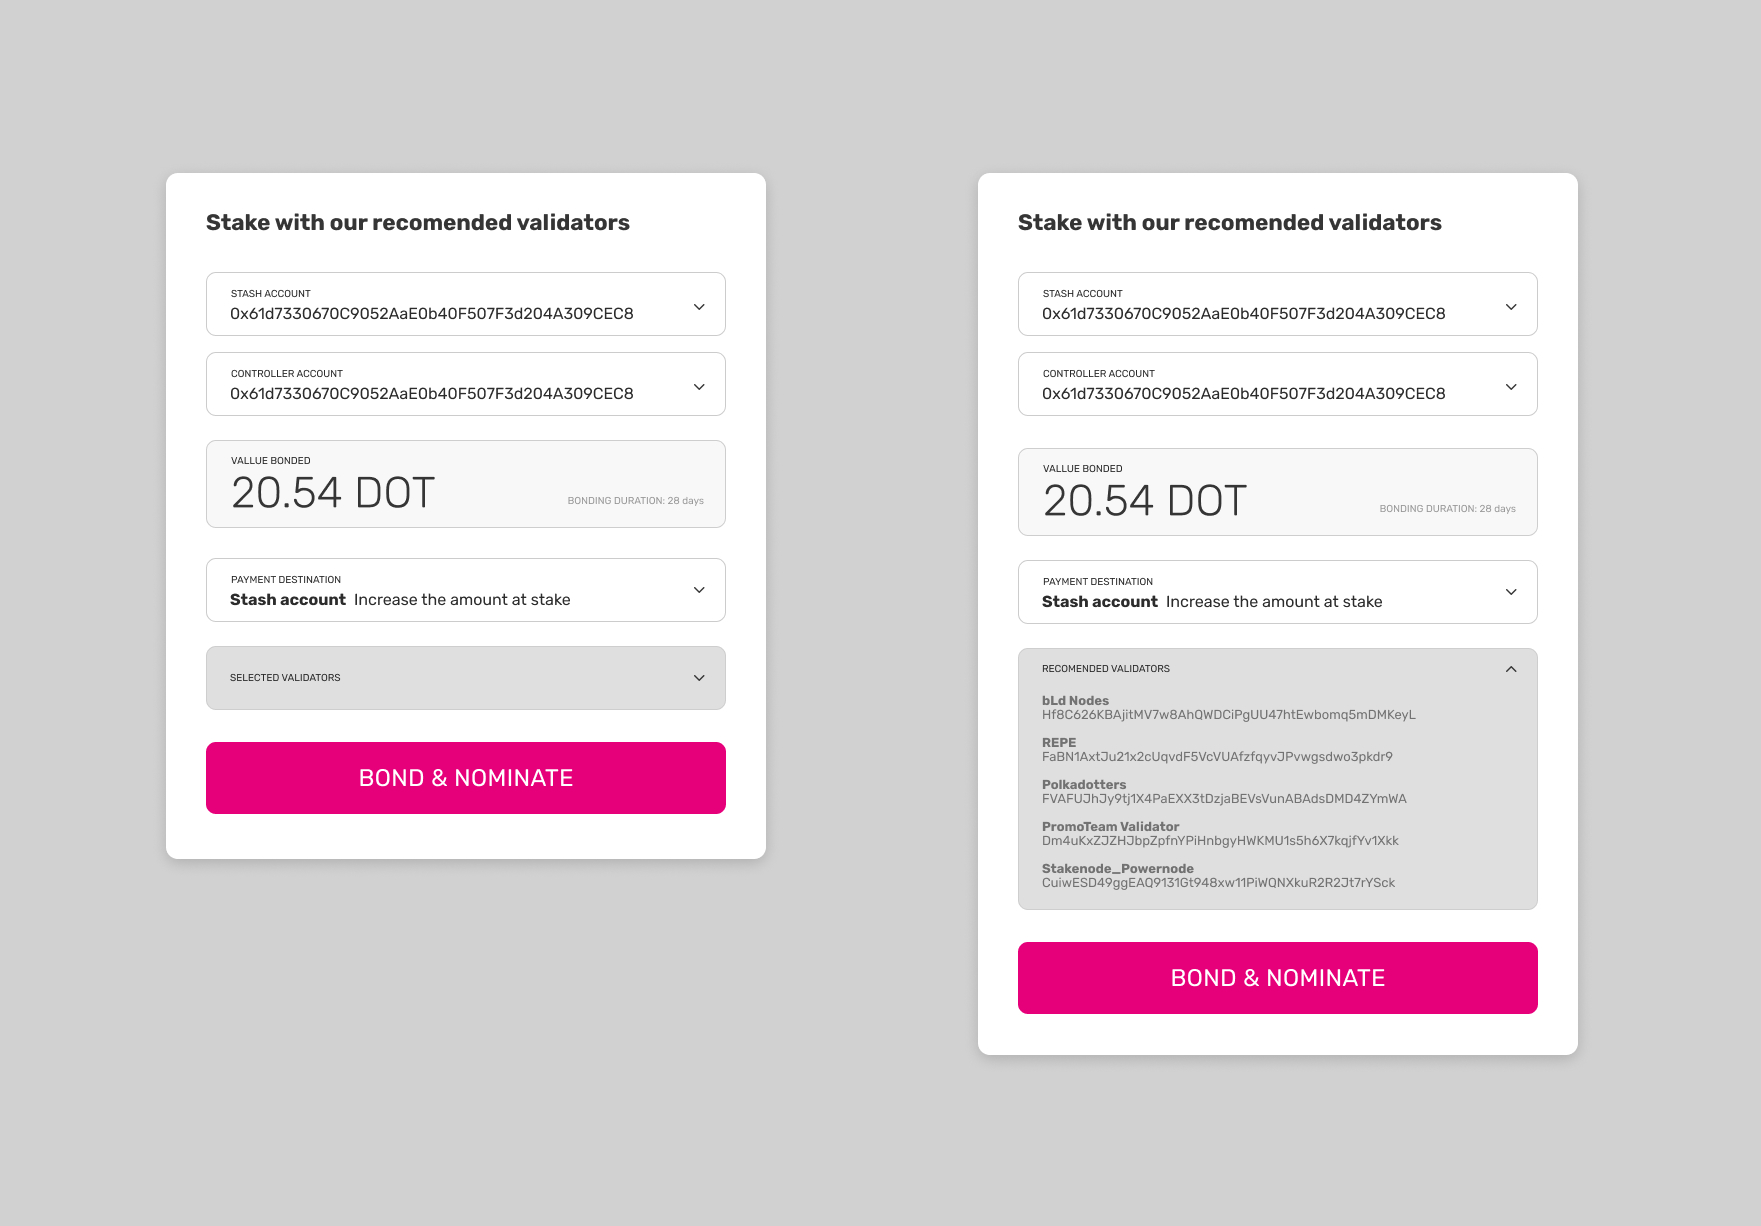 Stake with our recomended validators
STASH ACCOUNT
0x61d7330670C9052AaE0b40F507F3d204A309CEC8
CONTROLLER ACCOUNT
0x61d7330670C9052AaE0b40F507F3d204A309CEC8
VALLUE BONDED
20.54 DOT
BONDING DURATION: 28 days
PAYMENT DESTINATION
Stash account Increase the amount at stake
SELECTED VALIDATORS
BOND & NOMINATE
Stake with our recomended validators
STASH ACCOUNT
0x61d7330670C9052AaE0b40F507F3d204A309CEC8
CONTROLLER ACCOUNT
0x61d7330670C9052AaE0b40F507F3d204A309CEC8
VALLUE BONDED
20.54 DOT
BONDING DURATION: 28 days
PAYMENT DESTINATION
Stash account Increase the amount at stake
RECOMENDED VALIDATORS
bLd Nodes
Hf8C626KBAjitMV7w8AhQWDCiPgUU47htEwbomq5mDMKeyL
REPE
FaBN1AxtJu21x2cUqvdF5VcVUAfzfqyvJPvwgsdwo3pkdr9
Polkadotters
FVAFUJhJy9tj1X4PaEXX3tDzjaBEVsVunABAdsDMD4ZYmWA
PromoTeam Validator
Dm4uKxZJZHJbpZpfnYPiHnbgyHWKMU1s5h6X7kqjfYv1Xkk
Stakenode_Powernode
CuiwESD49ggEAQ9131Gt948xw11PiWQNXkuR2R2Jt7rYSck
BOND & NOMINATE